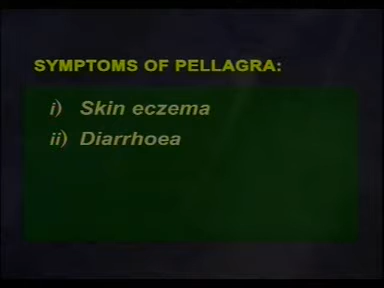 SYMPTOMS OF PELLAGRA:
i) Skin eczema
ii) Diarrhoea